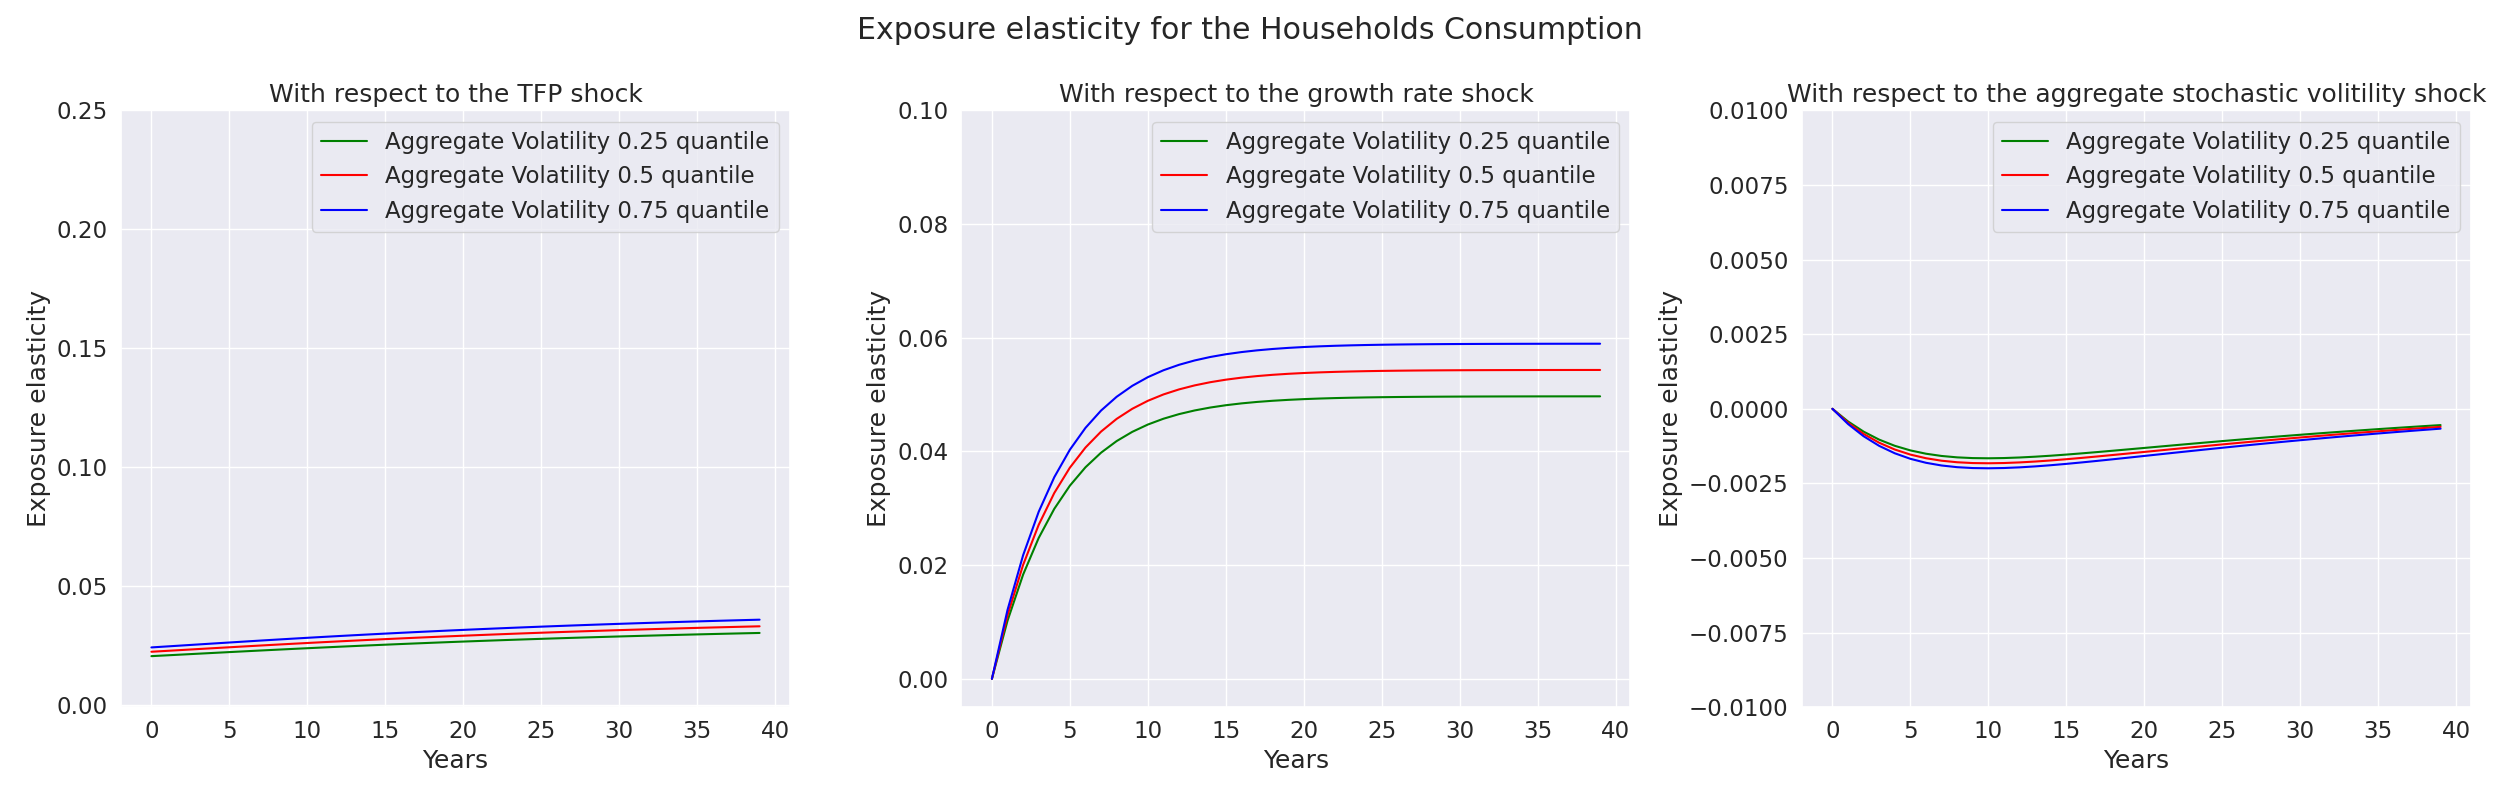 Exposure elasticity for the Households Consumption
With respect to the TFP shock
0.25
0.20
0.15
0.10
0.05
0.00
Exposure elasticity
Aggregate Volatility 0.25 quantile
Aggregate Volatility 0.5 quantile
Aggregate Volatility 0.75 quantile
0 5 10 15 20 25 30 35 40
Years
With respect to the growth rate shock
0.10
0.08
0.06
0.04
0.02
0.00
Exposure elasticity
Aggregate Volatility 0.25 quantile
Aggregate Volatility 0.5 quantile
Aggregate Volatility 0.75 quantile
0 5 10 15 20 25 30 35 40
Years
With respect to the aggregate stochastic volitility shock
0.0100
0.0075
0.0050
0.0025
0.0000
−0.0025
−0.0050
−0.0075
−0.0100
Exposure elasticity
Aggregate Volatility 0.25 quantile
Aggregate Volatility 0.5 quantile
Aggregate Volatility 0.75 quantile
0 5 10 15 20 25 30 35 40
Years